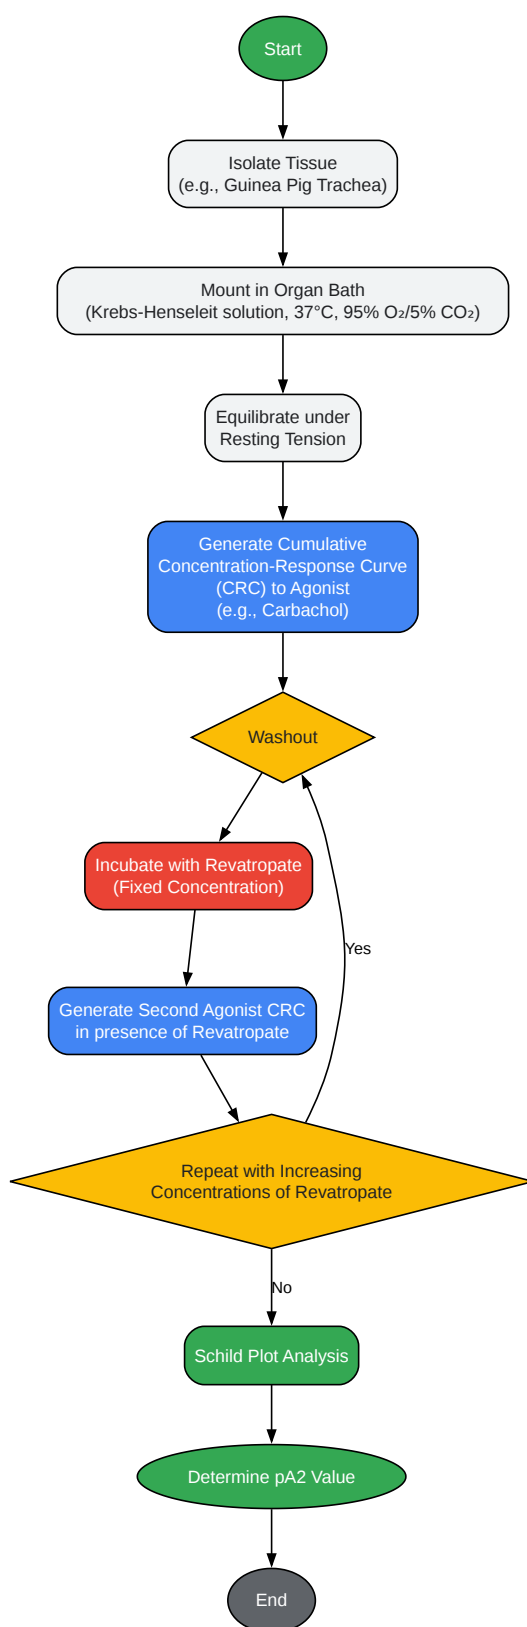 Start
Isolate Tissue
(e.g., Guinea Pig Trachea)
Mount in Organ Bath
(Krebs-Henseleit solution, 37°C, 95% O₂/5% CO₂)
Equilibrate under
Resting Tension
Generate Cumulative
Concentration-Response Curve
(CRC) to Agonist
(e.g., Carbachol)
Washout
Incubate with Revatropate
(Fixed Concentration)
Yes
Generate Second Agonist CRC
in presence of Revatropate
Repeat with Increasing
Concentrations of Revatropate
No
Schild Plot Analysis
Determine pA2 Value
End